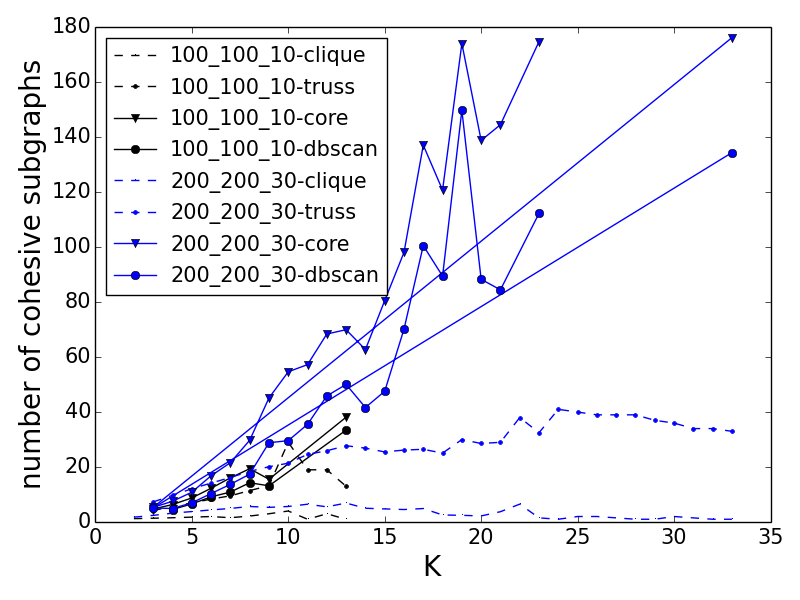 180
160
140
120
100
80
60
40
20
0
number of cohesive subgraphs
100_100_10-clique
100_100_10-truss
100_100_10-core
100_100_10-dbscan
200_200_30-clique
200_200_30-truss
200_200_30-core
200_200_30-dbscan
0 5 10 15 20 25 30 35
K